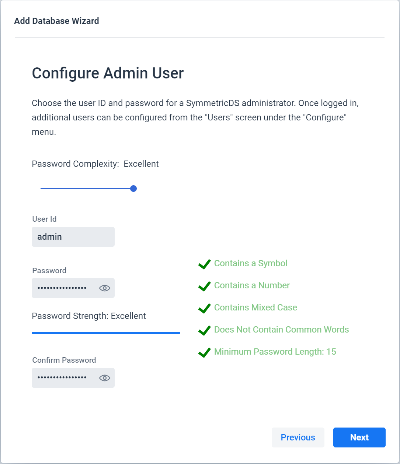 Add Database Wizard
Configure Admin User
Choose the user ID and password for a SymmetricDS administrator. Once logged in,
additional users can be configured from the "Users" screen under the "Configure"
menu.
Password Complexity: Excellent
User Id
admin
Password
••••••••••••••••
Password Strength: Excellent
Contains a Symbol
Contains a Number
Contains Mixed Case
Does Not Contain Common Words
Minimum Password Length: 15
Confirm Password
••••••••••••••••
Previous
Next